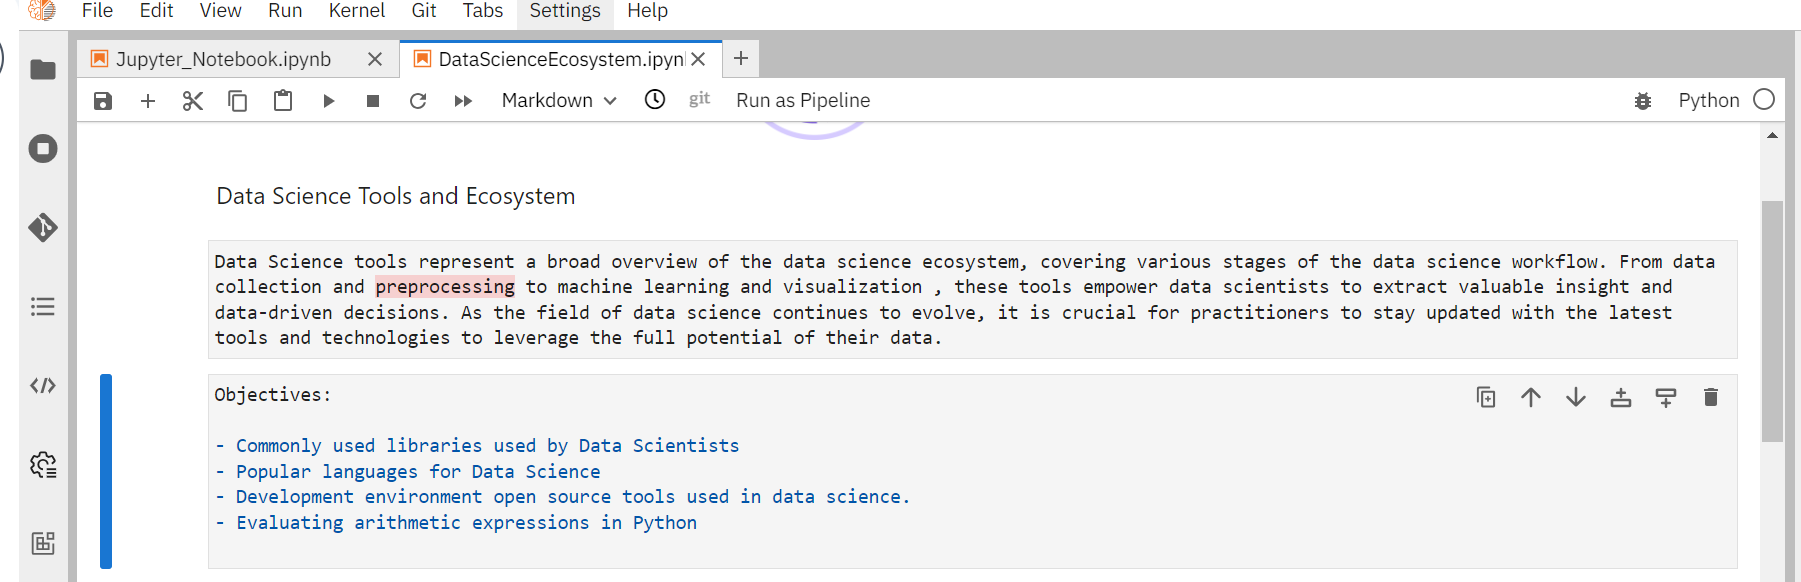 File Edit View Run Kernel Git Tabs Settings Help
Jupyter_Notebook.ipynb DataScienceEcosystem.ipyn
Markdown git Run as Pipeline Python
Data Science Tools and Ecosystem
Data Science tools represent a broad overview of the data science ecosystem, covering various stages of the data science workflow. From data
collection and preprocessing to machine learning and visualization , these tools empower data scientists to extract valuable insight and
data-driven decisions. As the field of data science continues to evolve, it is crucial for practitioners to stay updated with the latest
tools and technologies to leverage the full potential of their data.
Objectives:
- Commonly used libraries used by Data Scientists
- Popular languages for Data Science
- Development environment open source tools used in data science.
- Evaluating arithmetic expressions in Python